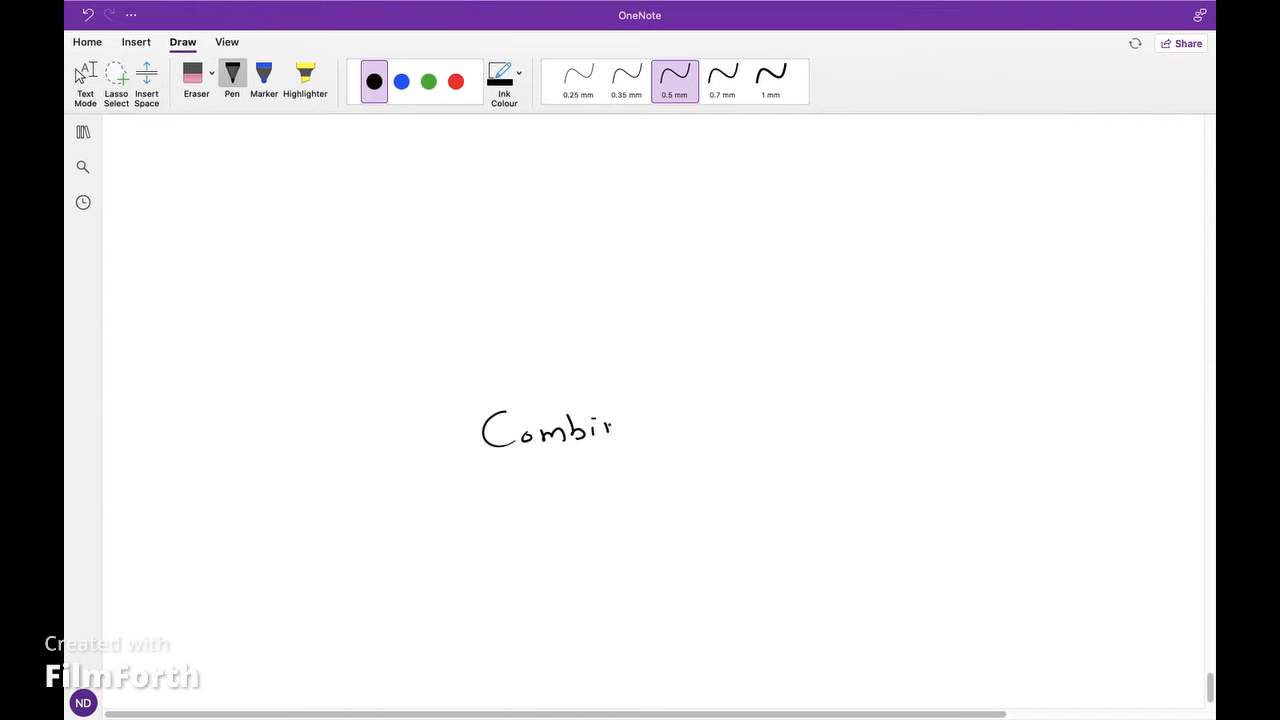 OneNote
Home Insert Draw View
Share
Text Mode
Lasso Select
Insert Space
Eraser
Pen
Marker
Highlighter
Ink Colour
0.25 mm
0.35 mm
0.5 mm
0.7 mm
1 mm
Combin
Created with
FilmForth
ND